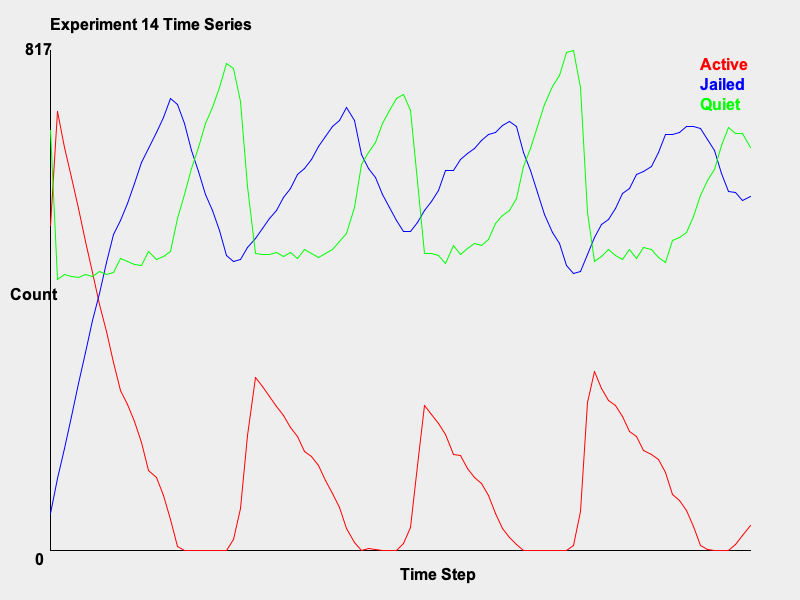 Experiment 14 Time Series
817
Active
Jailed
Quiet
Count
0
Time Step